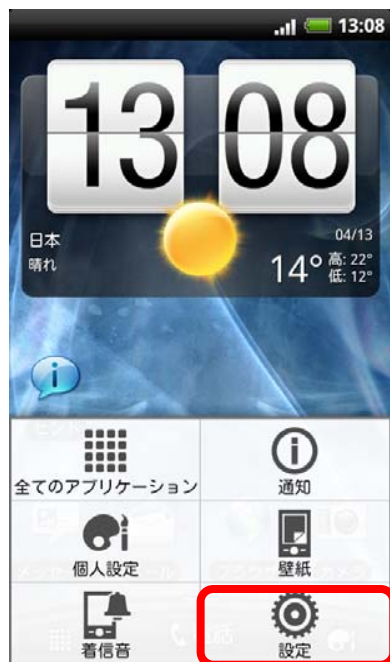 13:08
13 08
日本
04/13
晴れ
14°
高: 22°
低: 12°
全てのアプリケーション
通知
個人設定
壁紙
着信音
設定